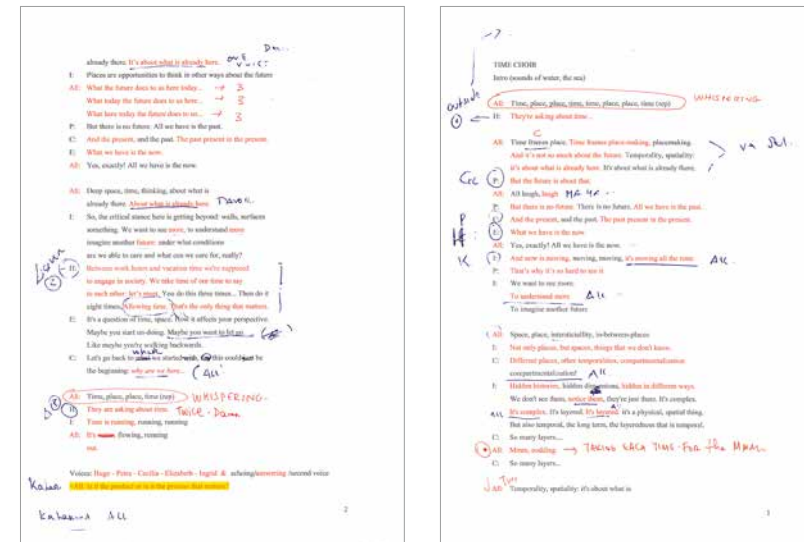 already there. It's about what is already here.
I: Places are opportunities to think in other ways about the future
All: What the future does to us here today... → 3
What today the future does to us here... → 3
What here today the future does to us... → 3
P: But there is no future. All we have is the past.
C: And the present, and the past. The past present in the present.
E: What we have is the now.
All: Yes, exactly! All we have is the now.
All: Deep space, time, thinking, about what is
already there. About what is already here.
I: So, the critical stance here is getting beyond: walls, surfaces
something. We want to see more, to understand more
imagine another future: under what conditions
are we able to care and what can we care for, really?
H: Between work hours and vacation time we're supposed
to engage in society. We take time of our time to say
to each other: let's meet. You do this three times... Then do it
eight times. Allowing time. That's the only thing that matters.
E: It's a question of time, space. How it affects your perspective.
Maybe you start un-doing. Maybe you want to let go
Like maybe you're walking backwards.
C: Let's go back to we started with, this could be
the beginning: why are we here... (All
All: Time, place, place, time (rep) WHISPERING
H: They are asking about time. TWICE
I: Time is running, running, running
All: It's flowing, running
out.
Voices: Hugo - Petra - Cecilia - Elizabeth - Ingrid & echoing/answering /second voice
All: Is it the product or is it the process that matters?
All
2
TIME CHOIR
Intro (sounds of water, the sea)
All: Time, place, place, time, time, place, place, time (rep) WHISPERING
outside
H: They're asking about time...
All: Time frames place. Time frames place-making, placemaking.
And it's not so much about the future. Temporality, spatiality:
it's about what is already here. It's about what is already there.
P: But the future is about that.
All: All laugh, laugh HA HA
P: But there is no future. There is no future. All we have is the past.
C: And the present, and the past. The past present in the present.
E: What we have is the now
All: Yes, exactly! All we have is the now.
I: And now is moving, moving, moving, it's moving all the time. ALL
P: That's why it's so hard to see it
I: We want to see more.
To understand more ALL
To imagine another future
All: Space, place, intersticiallity, in-between-places
I: Not only places, but spaces, things that we don't know.
C: Different places, other temporalities, compartmentalization
compartmentalization! All
I: Hidden histories, hidden dimensions, hidden in different ways.
We don't see them, notice them, they're just there. It's complex.
All It's complex. It's layered. It's layered, it's a physical, spatial thing.
But also temporal, the long term, the layeredness that is temporal.
C: So many layers...
All: Mmm, nodding. → TAKING EACH TIME FOR the MMM
C: So many layers...
All: Temporality, spatiality: it's about what is
1